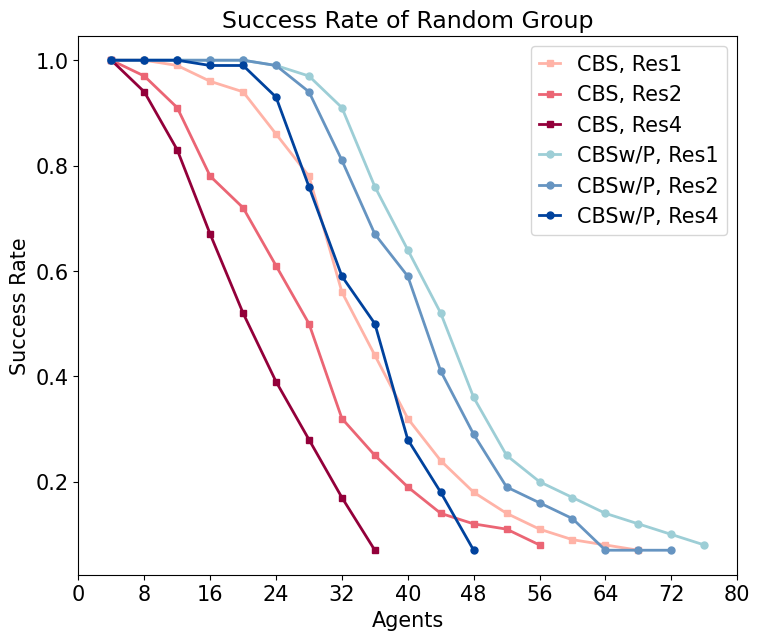 Success Rate of Random Group
CBS, Res1
CBS, Res2
CBS, Res4
CBSw/P, Res1
CBSw/P, Res2
CBSw/P, Res4
Success Rate
1.0
0.8
0.6
0.4
0.2
0 8 16 24 32 40 48 56 64 72 80
Agents